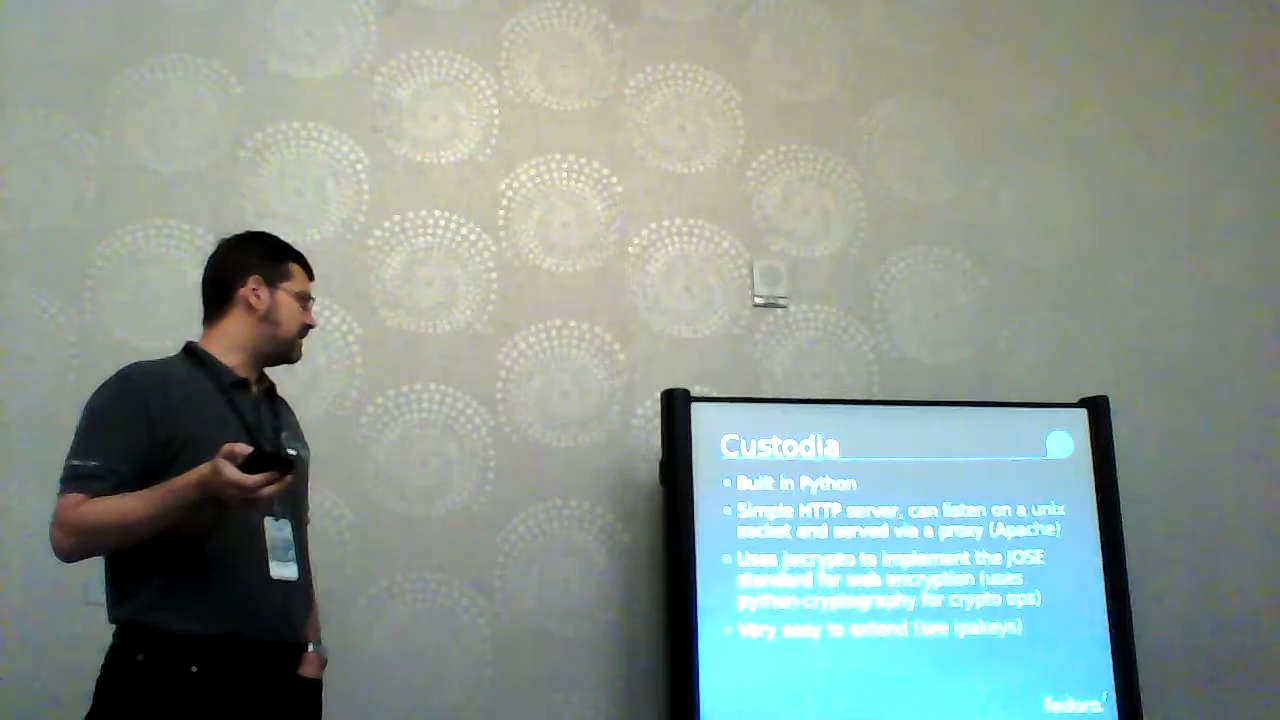 Custodia
• Built in Python
• Simple HTTP server, can listen on a unix
socket and served via a proxy (Apache)
• Uses jwcrypto to implement the JOSE
standard for web encryption (uses
python-cryptography for crypto ops)
• Very easy to extend (see ipakeys)
fedora